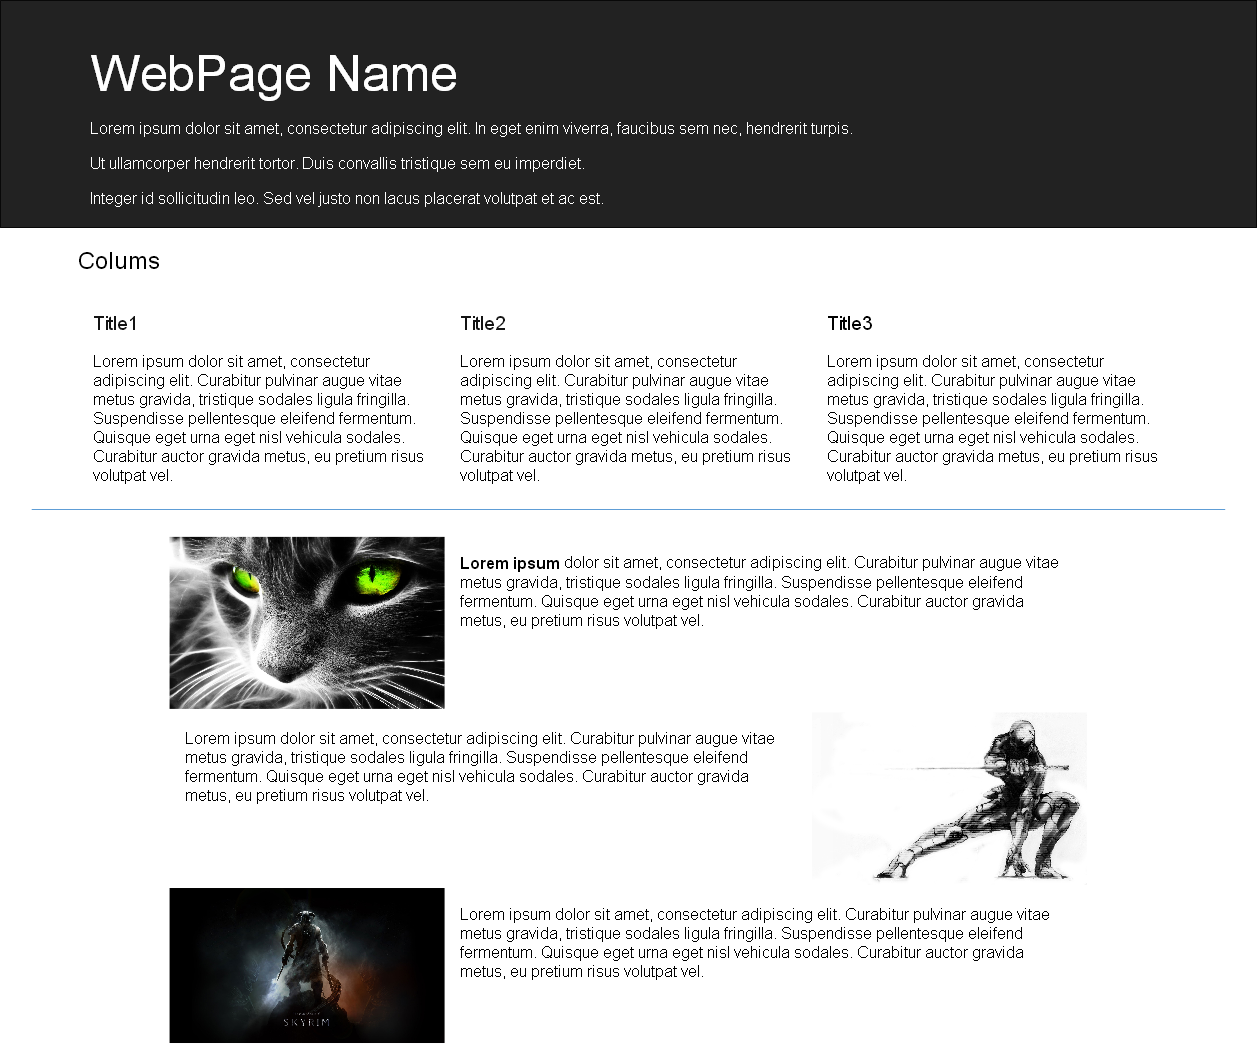 WebPage Name
Lorem ipsum dolor sit amet, consectetur adipiscing elit. In eget enim viverra, faucibus sem nec, hendrerit turpis.
Ut ullamcorper hendrerit tortor. Duis convallis tristique sem eu imperdiet.
Integer id sollicitudin leo. Sed vel justo non lacus placerat volutpat et ac est.
Colums
Title1
Lorem ipsum dolor sit amet, consectetur
adipiscing elit. Curabitur pulvinar augue vitae
metus gravida, tristique sodales ligula fringilla.
Suspendisse pellentesque eleifend fermentum.
Quisque eget urna eget nisl vehicula sodales.
Curabitur auctor gravida metus, eu pretium risus
volutpat vel.
Title2
Lorem ipsum dolor sit amet, consectetur
adipiscing elit. Curabitur pulvinar augue vitae
metus gravida, tristique sodales ligula fringilla.
Suspendisse pellentesque eleifend fermentum.
Quisque eget urna eget nisl vehicula sodales.
Curabitur auctor gravida metus, eu pretium risus
volutpat vel.
Title3
Lorem ipsum dolor sit amet, consectetur
adipiscing elit. Curabitur pulvinar augue vitae
metus gravida, tristique sodales ligula fringilla.
Suspendisse pellentesque eleifend fermentum.
Quisque eget urna eget nisl vehicula sodales.
Curabitur auctor gravida metus, eu pretium risus
volutpat vel.
Lorem ipsum dolor sit amet, consectetur adipiscing elit. Curabitur pulvinar augue vitae
metus gravida, tristique sodales ligula fringilla. Suspendisse pellentesque eleifend
fermentum. Quisque eget urna eget nisl vehicula sodales. Curabitur auctor gravida
metus, eu pretium risus volutpat vel.
Lorem ipsum dolor sit amet, consectetur adipiscing elit. Curabitur pulvinar augue vitae
metus gravida, tristique sodales ligula fringilla. Suspendisse pellentesque eleifend
fermentum. Quisque eget urna eget nisl vehicula sodales. Curabitur auctor gravida
metus, eu pretium risus volutpat vel.
SKYRIM
Lorem ipsum dolor sit amet, consectetur adipiscing elit. Curabitur pulvinar augue vitae
metus gravida, tristique sodales ligula fringilla. Suspendisse pellentesque eleifend
fermentum. Quisque eget urna eget nisl vehicula sodales. Curabitur auctor gravida
metus, eu pretium risus volutpat vel.